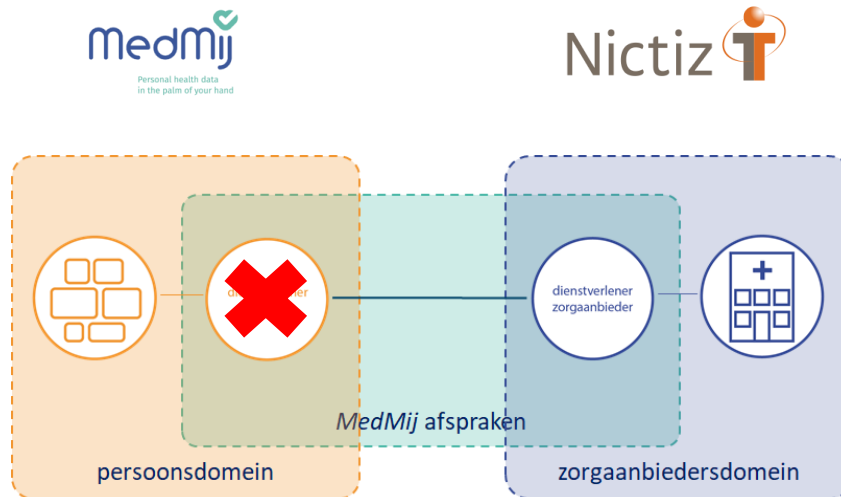 MedMij
Personal health data
in the palm of your hand
Nictiz
dienstverlener
zorgaanbieder
MedMij afspraken
persoonsdomein
zorgaanbiedersdomein